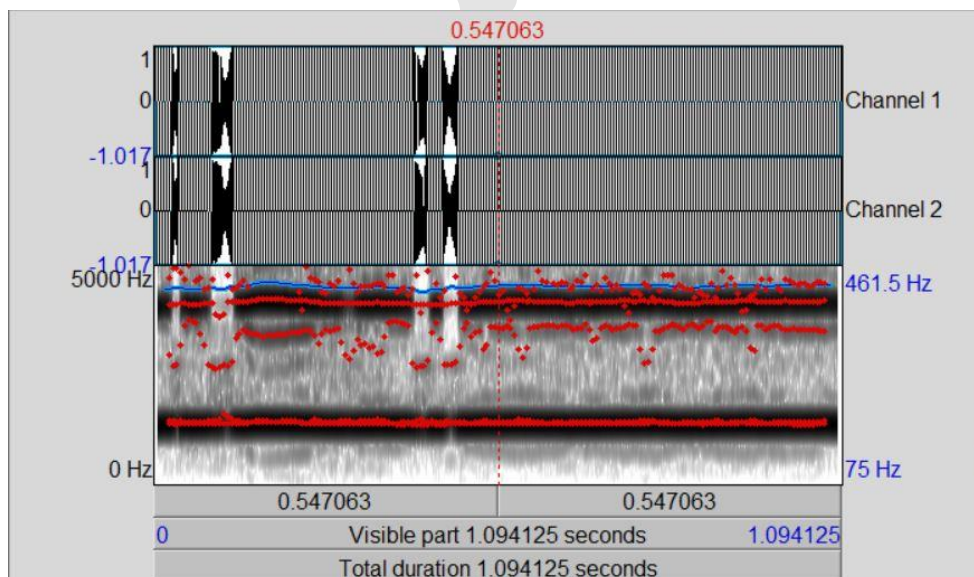 0.547063
1
0
Channel 1
-1.017
1
0
Channel 2
-1.017
5000 Hz
461.5 Hz
0 Hz
75 Hz
0.547063 0.547063
0 Visible part 1.094125 seconds 1.094125
Total duration 1.094125 seconds